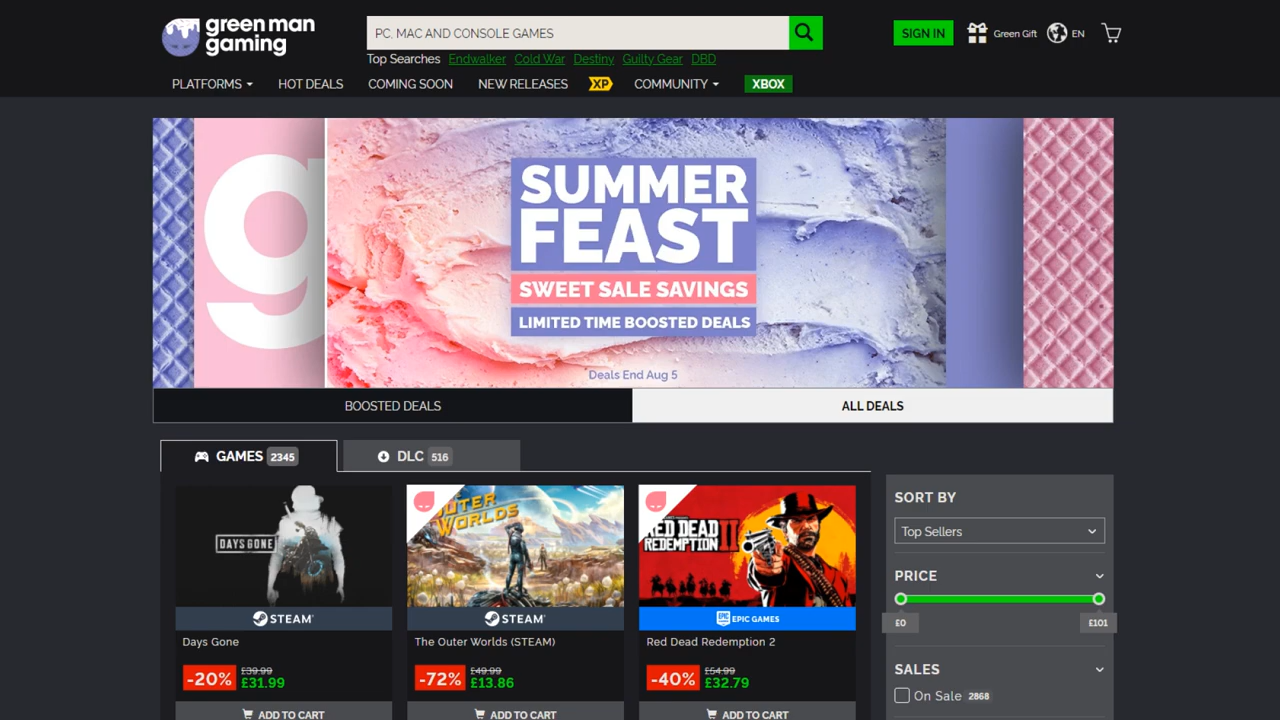 green man
gaming
PC, MAC AND CONSOLE GAMES
SIGN IN
Green Gift
EN
Top Searches Endwalker Cold War Destiny Guilty Gear DBD
PLATFORMS HOT DEALS COMING SOON NEW RELEASES XP COMMUNITY XBOX
g
SUMMER
FEAST
SWEET SALE SAVINGS
LIMITED TIME BOOSTED DEALS
Deals End Aug 5
BOOSTED DEALS
ALL DEALS
GAMES 2345
DLC 516
DAYS GONE
STEAM
Days Gone
-20%
£39.99
£31.99
ADD TO CART
OUTER
WORLDS
STEAM
The Outer Worlds (STEAM)
-72%
£49.99
£13.86
ADD TO CART
RED DEAD
REDEMPTION II
EPIC GAMES
Red Dead Redemption 2
-40%
£54.99
£32.79
ADD TO CART
SORT BY
Top Sellers
PRICE
£0
£101
SALES
On Sale 2868